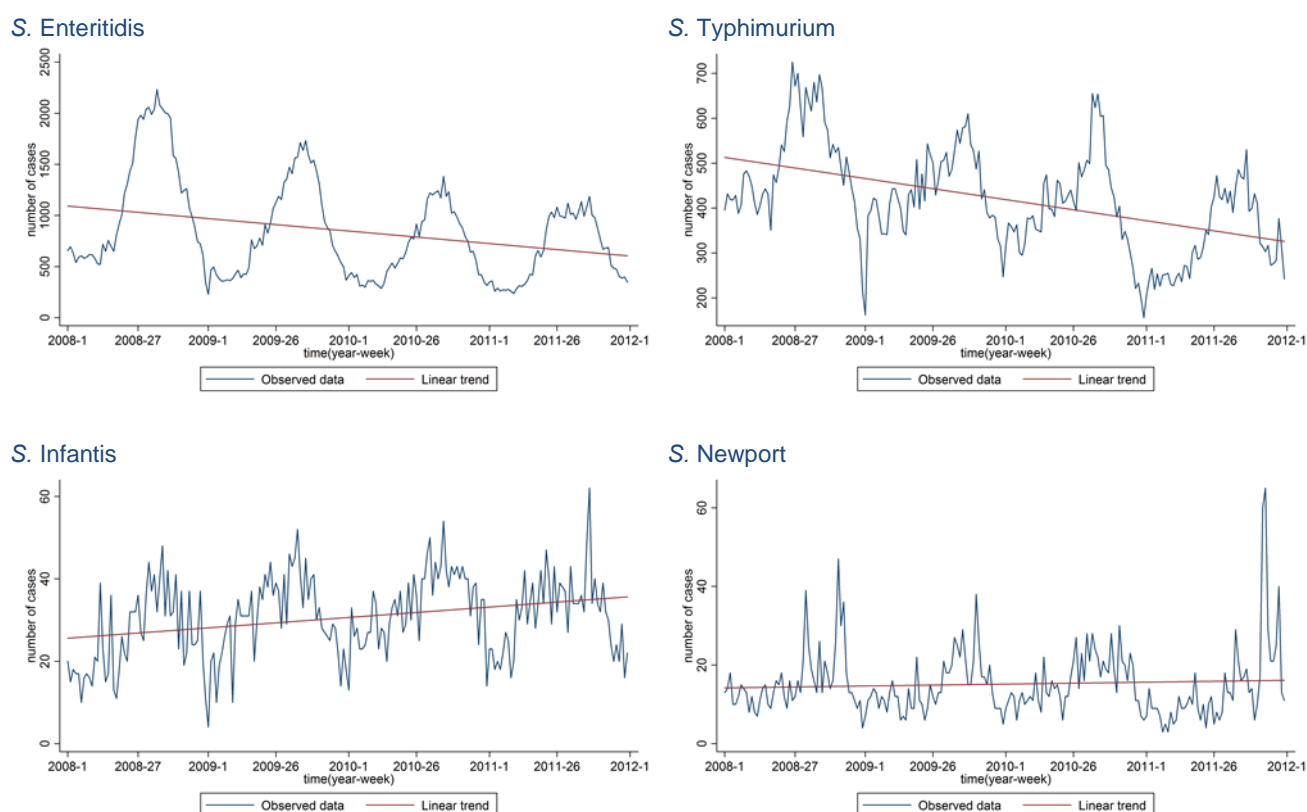 S. Enteritidis
2500
2000
1500
1000
500
0
number of cases
2008-1 2008-27 2009-1 2009-26 2010-1 2010-26 2011-1 2011-26 2012-1
time(year-week)
Observed data Linear trend
S. Typhimurium
700
600
500
400
300
200
number of cases
2008-1 2008-27 2009-1 2009-26 2010-1 2010-26 2011-1 2011-26 2012-1
time(year-week)
Observed data Linear trend
S. Infantis
60
40
20
0
number of cases
2008-1 2008-27 2009-1 2009-26 2010-1 2010-26 2011-1 2011-26 2012-1
time(year-week)
Observed data Linear trend
S. Newport
60
40
20
0
number of cases
2008-1 2008-27 2009-1 2009-26 2010-1 2010-26 2011-1 2011-26 2012-1
time(year-week)
Observed data Linear trend